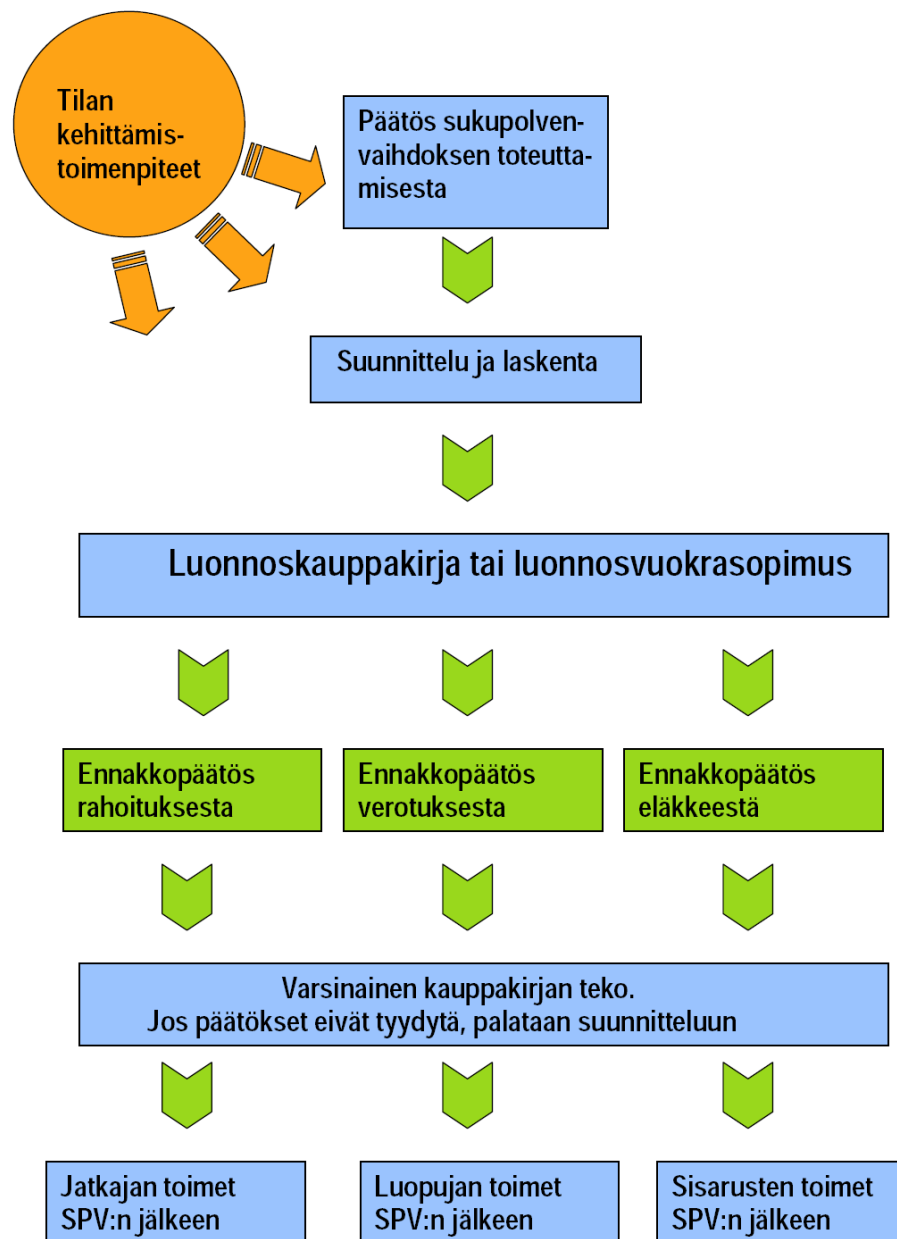 Tilan
kehittämis-
toimenpiteet
Päätös sukupolven-
vaihdoksen toteutta-
misesta
Suunnittelu ja laskenta
Luonnoskauppakirja tai luonnosvuokrasopimus
Ennakkopäätös
rahoituksesta
Ennakkopäätös
verotuksesta
Ennakkopäätös
eläkkeestä
Varsinainen kauppakirjan teko.
Jos päätökset eivät tyydytä, palataan suunnitteluun
Jatkajan toimet
SPV:n jälkeen
Luopujan toimet
SPV:n jälkeen
Sisarusten toimet
SPV:n jälkeen